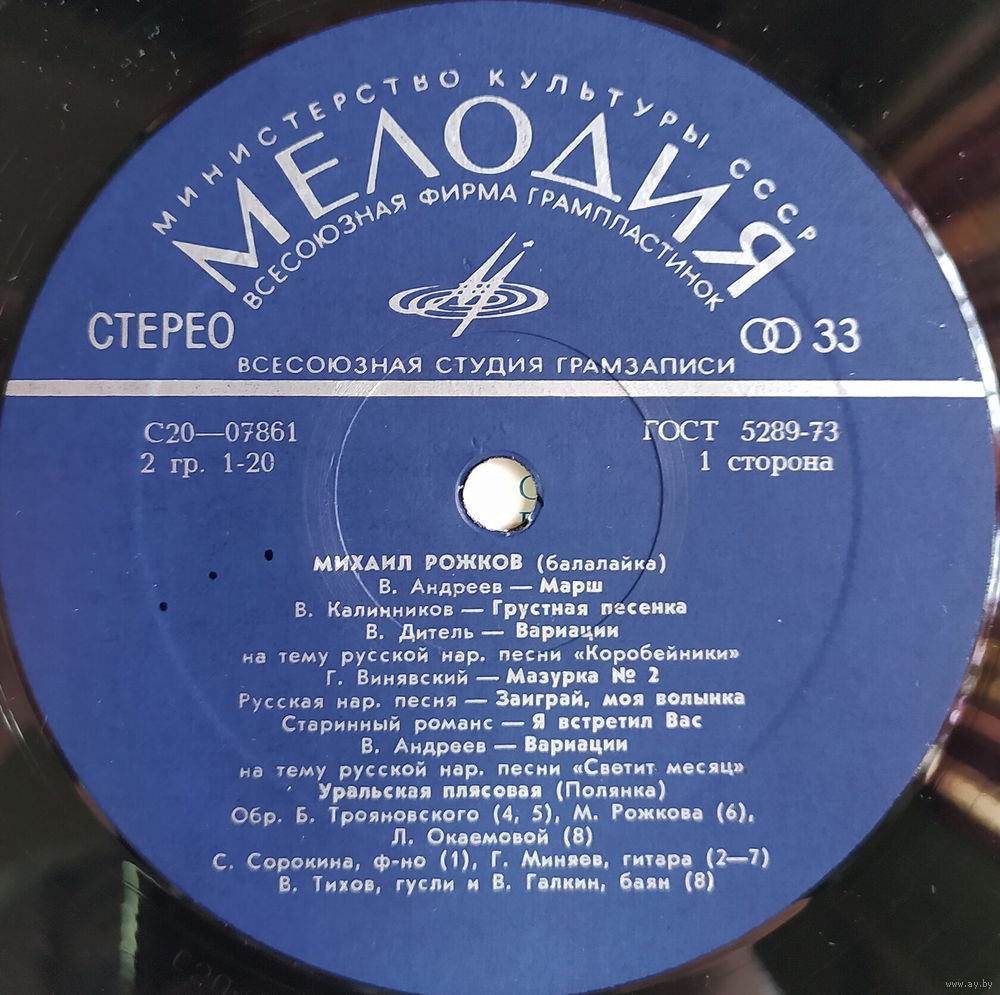 МИНИСТЕРСТВО КУЛЬТУРЫ СССР
МЕЛОДИЯ
ВСЕСОЮЗНАЯ ФИРМА ГРАМПЛАСТИНОК
СТЕРЕО
33
ВСЕСОЮЗНАЯ СТУДИЯ ГРАМЗАПИСИ
С20—07861
ГОСТ 5289-73
2 гр. 1-20
1 сторона
МИХАИЛ РОЖКОВ (балалайка)
В. Андреев — Марш
В. Калинников — Грустная песенка
В. Дитель — Вариации
на тему русской нар. песни «Коробейники»
Г. Винявский — Мазурка № 2
Русская нар. песня — Заиграй, моя волынка
Старинный романс — Я встретил Вас
В. Андреев — Вариации
на тему русской нар. песни «Светит месяц»
Уральская плясовая (Полянка)
Обр. Б. Трояновского (4, 5), М. Рожкова (6),
Л. Окаемовой (8)
С. Сорокина, ф-но (1), Г. Миняев, гитара (2—7)
В. Тихов, гусли и В. Галкин, баян (8)
www.ay.by